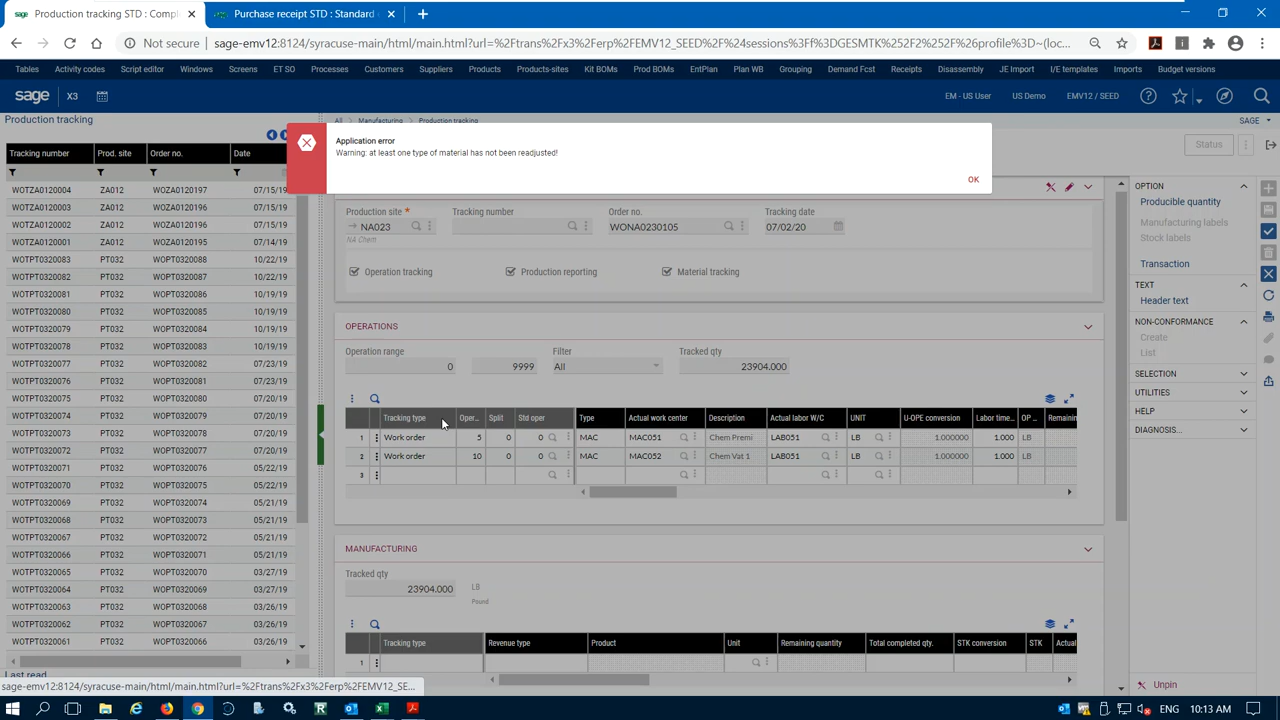 Production tracking STD : Compl
Purchase receipt STD : Standard
Not secure
sage-emv12:8124/syracuse-main/html/main.html?url=%2Ftrans%2Fx3%2Ferp%2FEMV12_SEED%2F%24sessions%3Ff%3DGESMTK%252F2%252F%26profile%3D~(loc...
Tables Activity codes Script editor Windows Screens ET SO Processes Customers Suppliers Products Products-sites Kit BOMs Prod BOMs EntPlan Plan WB Grouping Demand Fcst Receipts Disassembly JE Import I/E templates Imports Budget versions
sage X3 EM - US User US Demo EMV12 / SEED
Production tracking
All Manufacturing Production tracking
SAGE
Application error
Warning: at least one type of material has not been readjusted!
OK
Status
Tracking number Prod. site Order no. Date
WOTZA0120004 ZA012 WOZA0120197 07/15/19
WOTZA0120003 ZA012 WOZA0120196 07/15/19
WOTZA0120002 ZA012 WOZA0120196 07/15/19
WOTZA0120001 ZA012 WOZA0120195 07/14/19
WOTPT0320083 PT032 WOPT0320088 10/22/19
WOTPT0320082 PT032 WOPT0320087 10/22/19
WOTPT0320081 PT032 WOPT0320086 10/19/19
WOTPT0320080 PT032 WOPT0320085 10/19/19
WOTPT0320079 PT032 WOPT0320084 10/19/19
WOTPT0320078 PT032 WOPT0320083 10/19/19
WOTPT0320077 PT032 WOPT0320082 07/23/19
WOTPT0320076 PT032 WOPT0320081 07/23/19
WOTPT0320075 PT032 WOPT0320080 07/20/19
WOTPT0320074 PT032 WOPT0320079 07/20/19
WOTPT0320073 PT032 WOPT0320078 07/20/19
WOTPT0320072 PT032 WOPT0320077 07/20/19
WOTPT0320071 PT032 WOPT0320076 05/22/19
WOTPT0320070 PT032 WOPT0320075 05/22/19
WOTPT0320069 PT032 WOPT0320074 05/21/19
WOTPT0320068 PT032 WOPT0320073 05/21/19
WOTPT0320067 PT032 WOPT0320072 05/21/19
WOTPT0320066 PT032 WOPT0320071 05/21/19
WOTPT0320065 PT032 WOPT0320070 03/27/19
WOTPT0320064 PT032 WOPT0320069 03/27/19
WOTPT0320063 PT032 WOPT0320068 03/26/19
WOTPT0320062 PT032 WOPT0320067 03/26/19
WOTPT0320061 PT032 WOPT0320066 03/26/19
Last read
Production site * Tracking number Order no. Tracking date
NA023 WONA0230105 07/02/20
NA Chem
Operation tracking Production reporting Material tracking
OPERATIONS
Operation range Filter Tracked qty
0 9999 All 23904.000
Tracking type Oper... Split Std oper Type Actual work center Description Actual labor W/C UNIT U-OPE conversion Labor time... OP .. Remainin
1 Work order 5 0 0 MAC MAC051 Chem Premi LAB051 LB 1.000000 1.000 LB
2 Work order 10 0 0 MAC MAC052 Chem Vat 1 LAB051 LB 1.000000 1.000 LB
3
MANUFACTURING
Tracked qty
23904.000 LB
Pound
Tracking type Revenue type Product Unit Remaining quantity Total completed qty. STK conversion STK Actua
1
OPTION
Producible quantity
Manufacturing labels
Stock labels
Transaction
TEXT
Header text
NON-CONFORMANCE
Create
List
SELECTION
UTILITIES
HELP
DIAGNOSIS...
Unpin
sage-emv12:8124/syracuse-main/html/main.html?url=%2Ftrans%2Fx3%2Ferp%2FEMV12_SE...
ENG 10:13 AM